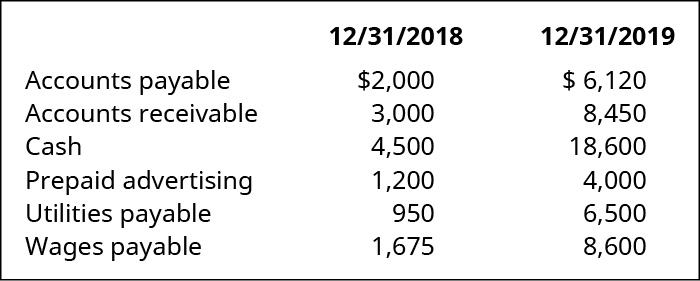 12/31/2018 12/31/2019
Accounts payable $2,000 $ 6,120
Accounts receivable 3,000 8,450
Cash 4,500 18,600
Prepaid advertising 1,200 4,000
Utilities payable 950 6,500
Wages payable 1,675 8,600